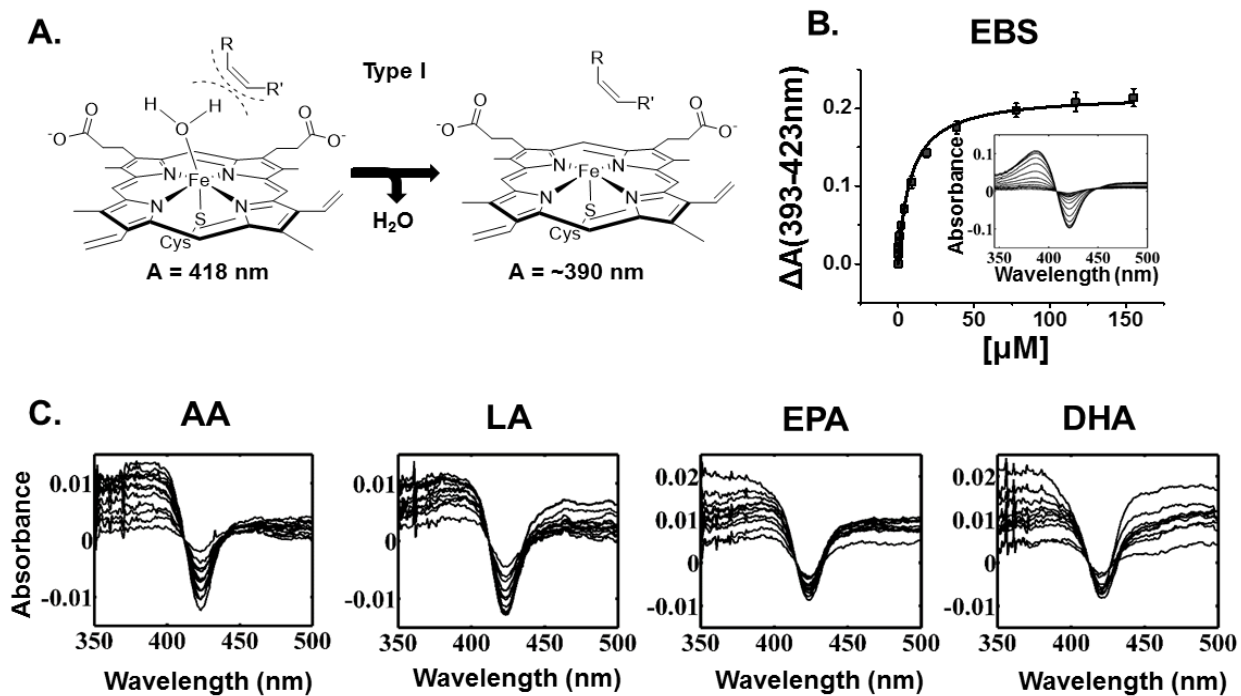 A.
R
R'
H
H
O
O
O-
O
O-
N
N
Fe
N
N
S
Cys
A = 418 nm
Type I
H2O
R
R'
O
O-
O
O-
N
N
Fe
N
N
S
Cys
A = ~390 nm
B.
EBS
ΔA(393-423nm)
0.2
0.1
0.0
0
50
100
150
[µM]
Absorbance
0.1
0
-0.1
350
400
450
500
Wavelength (nm)
C.
AA
LA
EPA
DHA
Absorbance
0.01
0
-0.01
350 400 450 500
Wavelength (nm)
0.01
0
-0.01
350 400 450 500
Wavelength (nm)
0.02
0.01
0
-0.01
350 400 450 500
Wavelength (nm)
0.02
0.01
0
-0.01
350 400 450 500
Wavelength (nm)